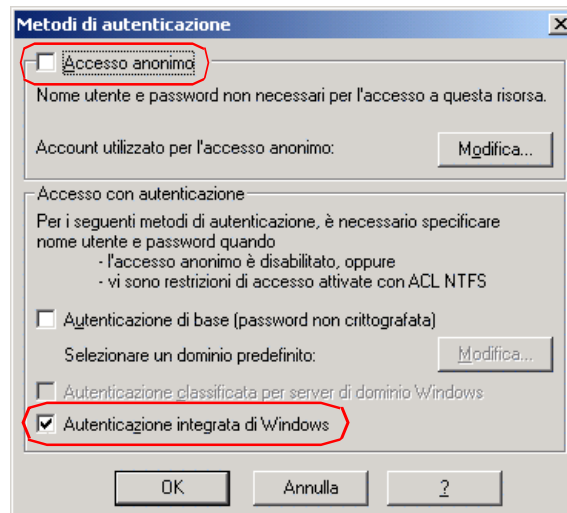 Metodi di autenticazione
Accesso anonimo
Nome utente e password non necessari per l'accesso a questa risorsa.
Account utilizzato per l'accesso anonimo:
Modifica...
Accesso con autenticazione
Per i seguenti metodi di autenticazione, è necessario specificare
nome utente e password quando
- l'accesso anonimo è disabilitato, oppure
- vi sono restrizioni di accesso attivate con ACL NTFS
Autenticazione di base (password non crittografata)
Selezionare un dominio predefinito:
Modifica...
Autenticazione classificata per server di dominio Windows
Autenticazione integrata di Windows
OK
Annulla
?